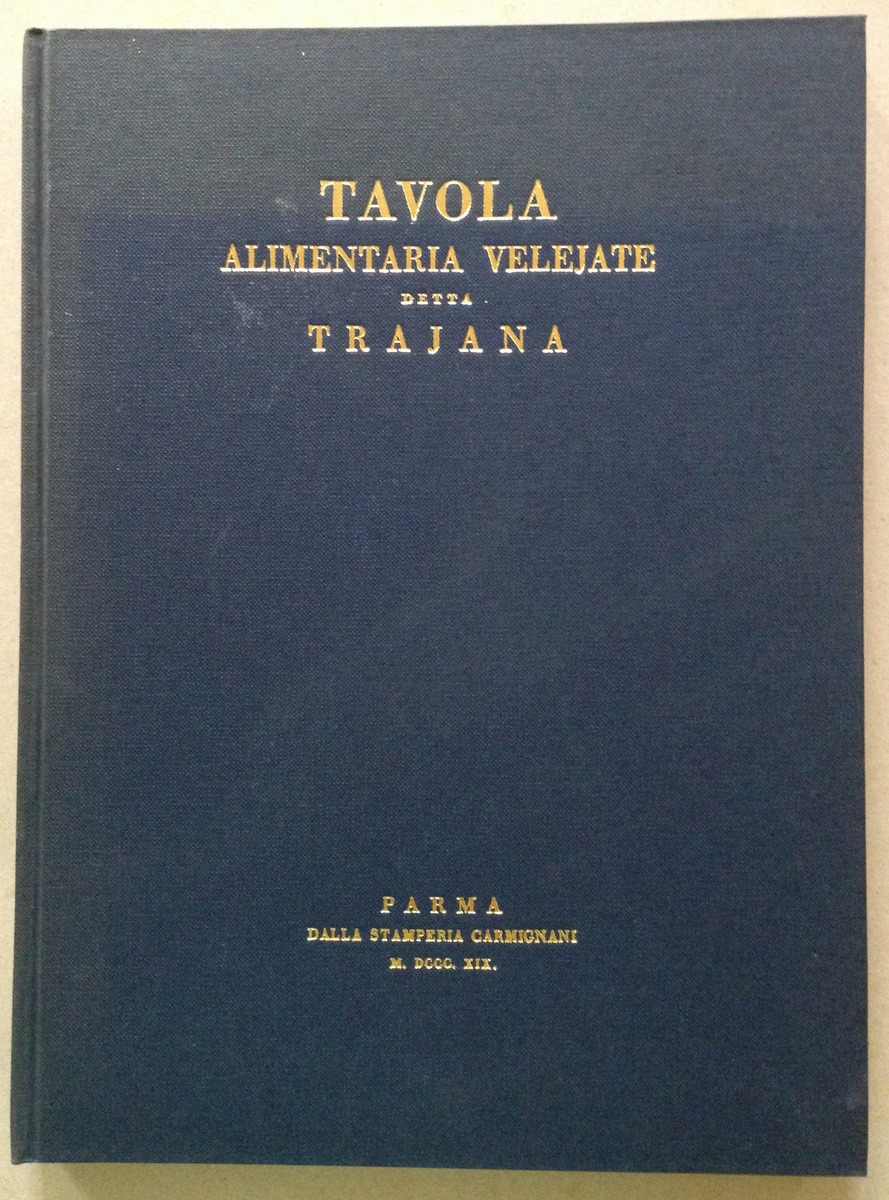 TAVOLA
ALIMENTARIA VELEJATE
DETTA
TRAJANA
PARMA
DALLA STAMPERIA CARMIGNANI
M. DCCC. XIX.